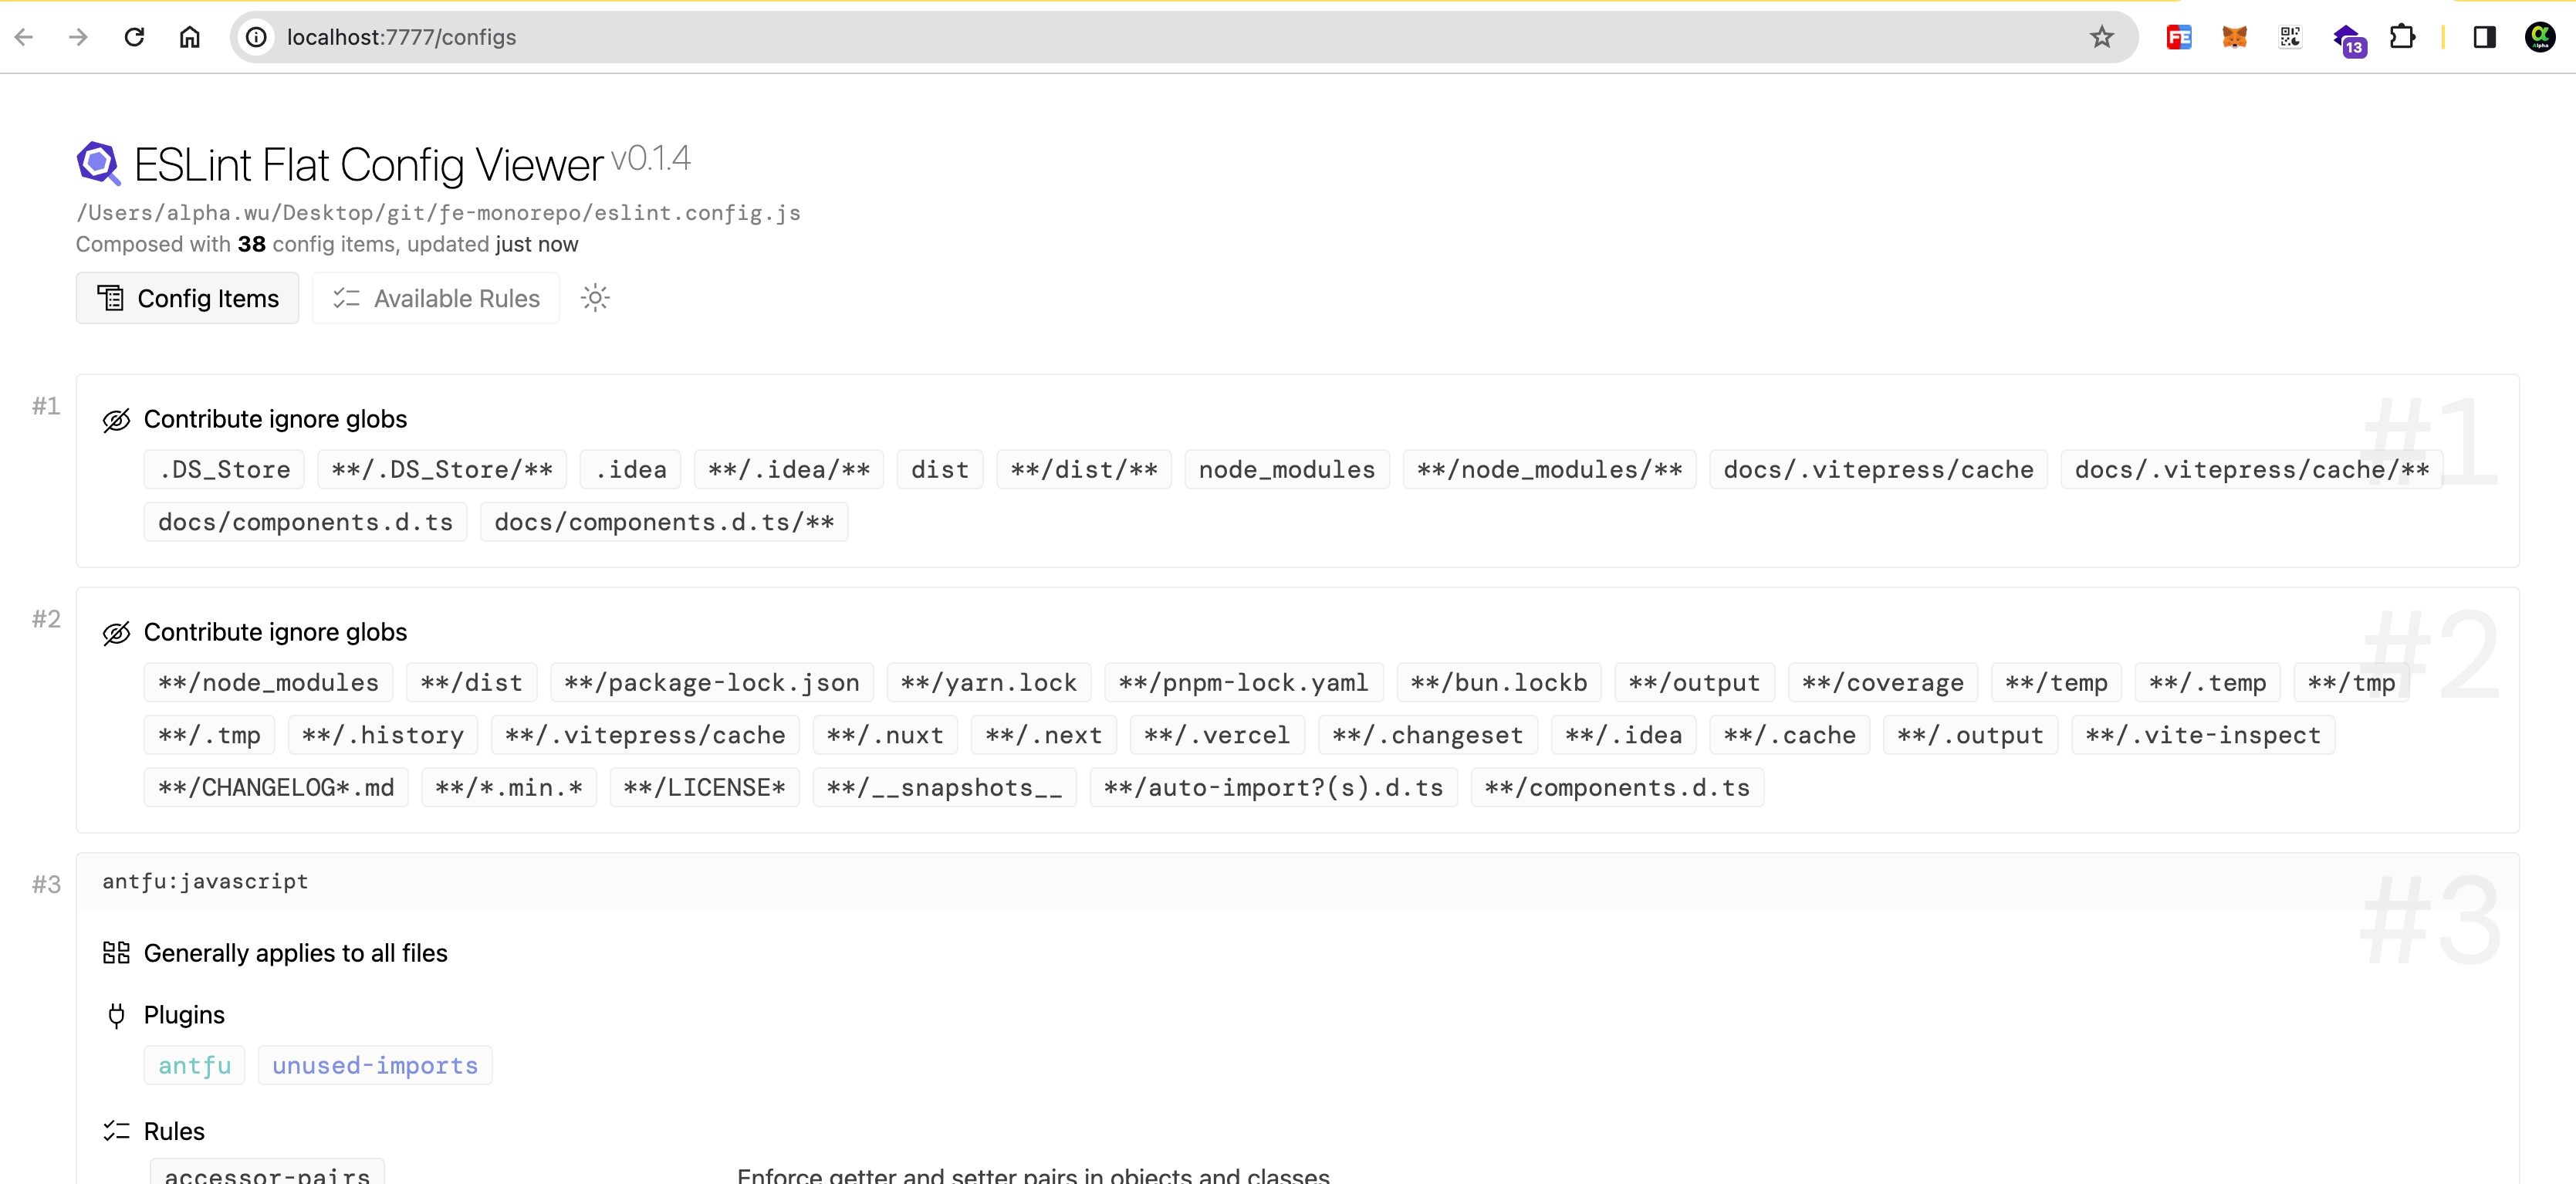 localhost:7777/configs
FE
13
α
Alpha
ESLint Flat Config Viewer v0.1.4
/Users/alpha.wu/Desktop/git/fe-monorepo/eslint.config.js
Composed with 38 config items, updated just now
Config Items Available Rules
#1 #1
Contribute ignore globs
.DS_Store **/.DS_Store/** .idea **/.idea/** dist **/dist/** node_modules **/node_modules/** docs/.vitepress/cache docs/.vitepress/cache/**
docs/components.d.ts docs/components.d.ts/**
#2 #2
Contribute ignore globs
**/node_modules **/dist **/package-lock.json **/yarn.lock **/pnpm-lock.yaml **/bun.lockb **/output **/coverage **/temp **/.temp **/tmp
**/.tmp **/.history **/.vitepress/cache **/.nuxt **/.next **/.vercel **/.changeset **/.idea **/.cache **/.output **/.vite-inspect
**/CHANGELOG*.md **/*.min.* **/LICENSE* **/__snapshots__ **/auto-import?(s).d.ts **/components.d.ts
#3 antfu:javascript #3
Generally applies to all files
Plugins
antfu unused-imports
Rules
accessor-pairs Enforce getter and setter pairs in objects and classes